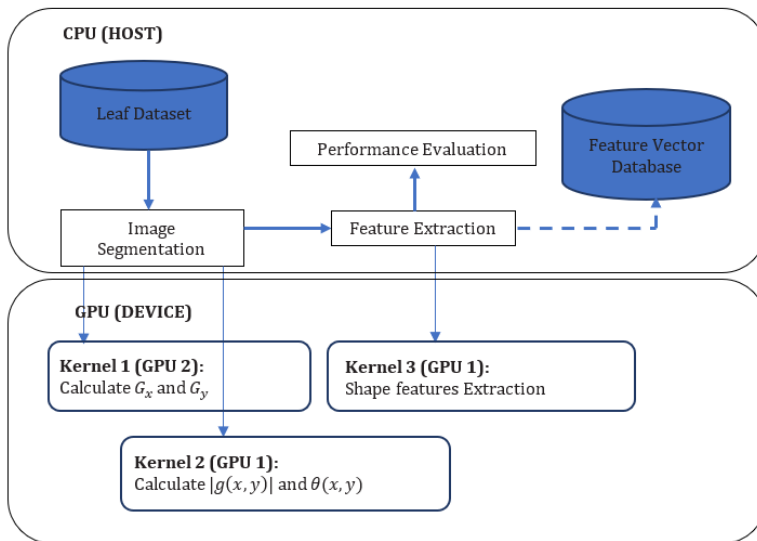 CPU (HOST)
Leaf Dataset
Performance Evaluation
Feature Vector
Database
Image
Segmentation
Feature Extraction
GPU (DEVICE)
Kernel 1 (GPU 2):
Calculate Gₓ and Gᵧ
Kernel 3 (GPU 1):
Shape features Extraction
Kernel 2 (GPU 1):
Calculate |g(x, y)| and θ(x, y)